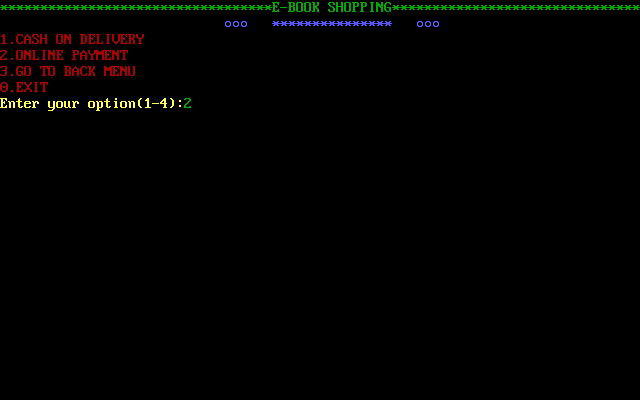 **********************************E-BOOK SHOPPING*******************************
ooo   ***************   ooo
1.CASH ON DELIVERY
2.ONLINE PAYMENT
3.GO TO BACK MENU
0.EXIT
Enter your option(1-4):2